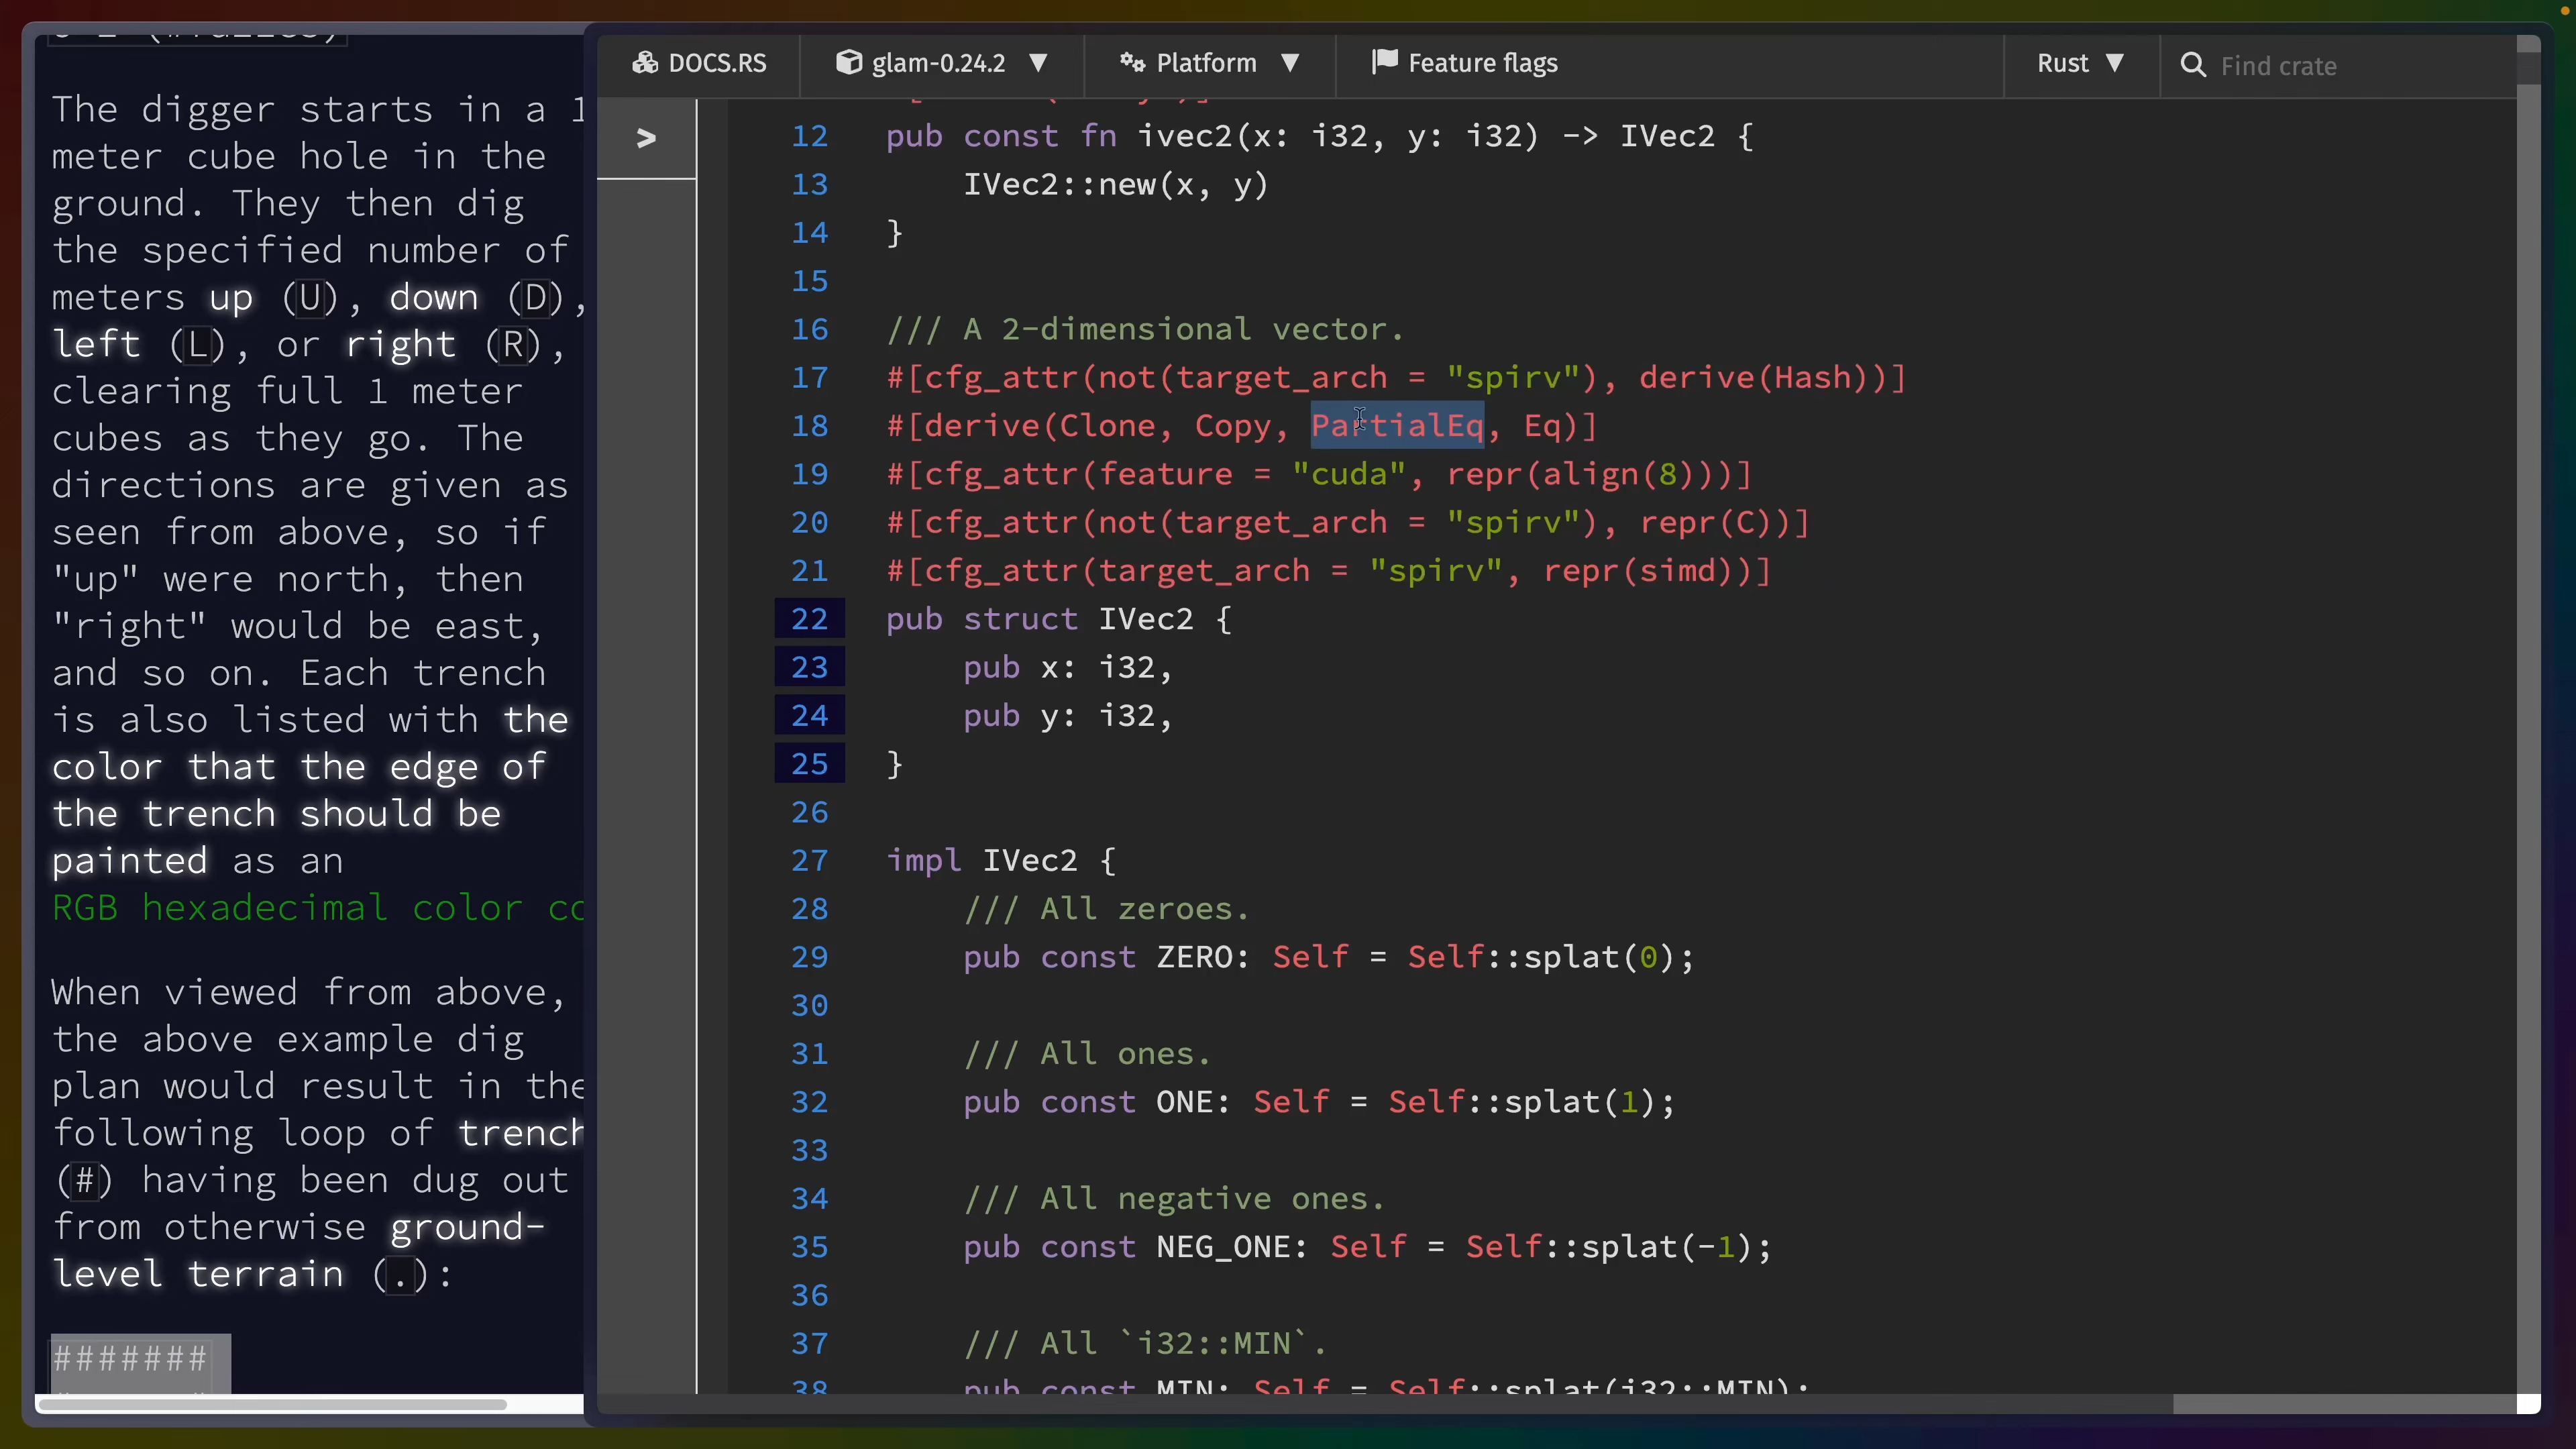 The digger starts in a 1
meter cube hole in the
ground. They then dig
the specified number of
meters up (U), down (D),
left (L), or right (R),
clearing full 1 meter
cubes as they go. The
directions are given as
seen from above, so if
"up" were north, then
"right" would be east,
and so on. Each trench
is also listed with the
color that the edge of
the trench should be
painted as an
RGB hexadecimal color
When viewed from above,
the above example dig
plan would result in the
following loop of trench
(#) having been dug out
from otherwise ground-
level terrain (.):
#######
DOCS.RS glam-0.24.2 ▼ Platform ▼ Feature flags Rust ▼ Find crate
>
12 pub const fn ivec2(x: i32, y: i32) -> IVec2 {
13     IVec2::new(x, y)
14 }
15
16 /// A 2-dimensional vector.
17 #[cfg_attr(not(target_arch = "spirv"), derive(Hash))]
18 #[derive(Clone, Copy, PartialEq, Eq)]
19 #[cfg_attr(feature = "cuda", repr(align(8)))]
20 #[cfg_attr(not(target_arch = "spirv"), repr(C))]
21 #[cfg_attr(target_arch = "spirv", repr(simd))]
22 pub struct IVec2 {
23     pub x: i32,
24     pub y: i32,
25 }
26
27 impl IVec2 {
28     /// All zeroes.
29     pub const ZERO: Self = Self::splat(0);
30
31     /// All ones.
32     pub const ONE: Self = Self::splat(1);
33
34     /// All negative ones.
35     pub const NEG_ONE: Self = Self::splat(-1);
36
37     /// All `i32::MIN`.
38     pub const MIN: Self = Self::splat(i32::MIN);